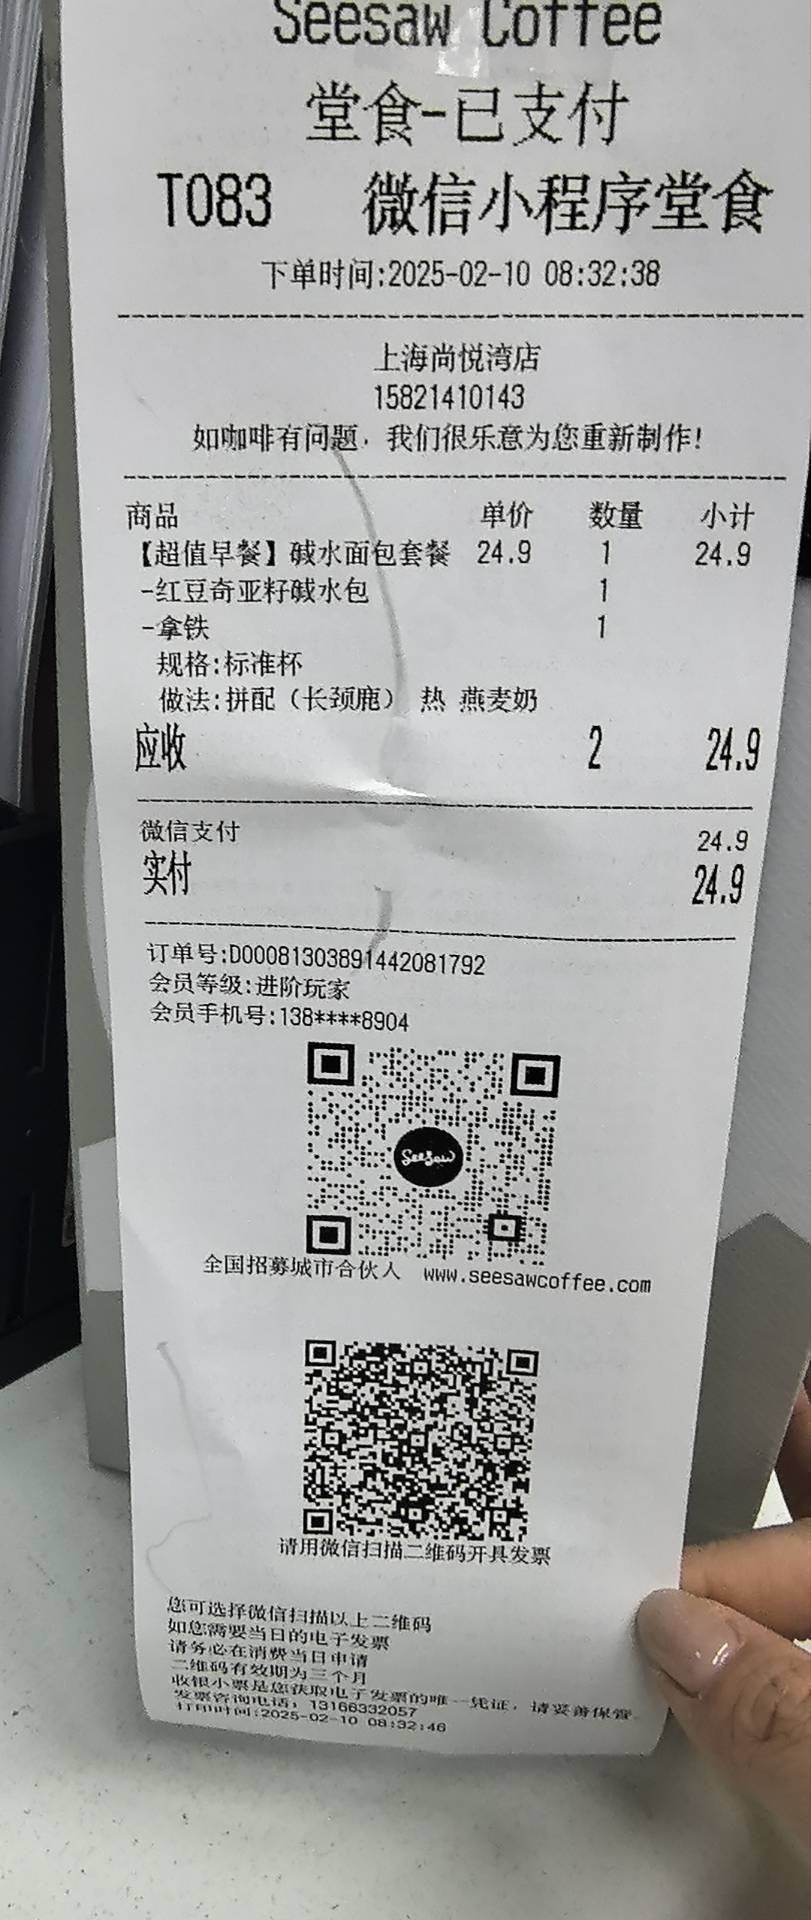 Seesaw Coffee
堂食-已支付
T083 微信小程序堂食
下单时间:2025-02-10 08:32:38
上海尚悦湾店
15821410143
如咖啡有问题，我们很乐意为您重新制作!
商品 单价 数量 小计
【超值早餐】碱水面包套餐 24.9 1 24.9
-红豆奇亚籽碱水包 1
-拿铁 1
规格:标准杯
做法:拼配（长颈鹿） 热 燕麦奶
应收 2 24.9
微信支付 24.9
实付 24.9
订单号:D00081303891442081792
会员等级:进阶玩家
会员手机号:138****8904
Seesaw
全国招募城市合伙人 www.seesawcoffee.com
请用微信扫描二维码开具发票
您可选择微信扫描以上二维码
如您需要当日的电子发票
请务必在消费当日申请
二维码有效期为三个月
收银小票是您获取电子发票的唯一凭证，请妥善保管
发票咨询电话：13166332057
打印时间:2025-02-10 08:32:46